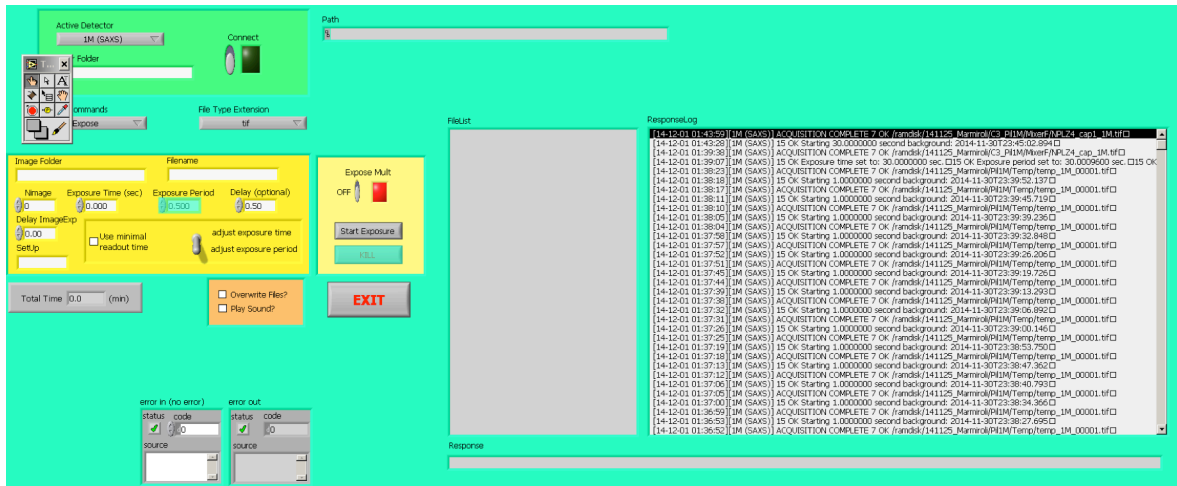 Active Detector
1M (SAXS)
Folder
Connect
Path
T...
A
ommands
Expose
File Type Extension
tif
Image Folder
Filename
Nimage
Exposure Time (sec)
Exposure Period
Delay (optional)
0
0.000
0.500
0.50
Delay ImageExp
0.00
Use minimal
readout time
adjust exposure time
adjust exposure period
SetUp
Expose Mult
OFF
Start Exposure
KILL
Total Time 0.0 (min)
Overwrite Files?
Play Sound?
EXIT
error in (no error)
status code
0
source
error out
status code
0
source
FileList
ResponseLog
[14-12-01 01:43:59][1M (SAXS)] ACQUISITION COMPLETE 7 OK /ramdisk/141125_Marmiroli/C3_Pil1M/MixerF/NPLZ4_cap1_1M.tif
[14-12-01 01:43:28][1M (SAXS)] 15 OK Starting 30.0000000 second background: 2014-11-30T23:45:02.894
[14-12-01 01:39:38][1M (SAXS)] ACQUISITION COMPLETE 7 OK /ramdisk/141125_Marmiroli/C3_Pil1M/MixerF/NPLZ4_cap_1M.tif
[14-12-01 01:39:07][1M (SAXS)] 15 OK Exposure time set to: 30.0000000 sec. 15 OK Exposure period set to: 30.0009600 sec. 15 OK
[14-12-01 01:38:23][1M (SAXS)] ACQUISITION COMPLETE 7 OK /ramdisk/141125_Marmiroli/Pil1M/Temp/temp_1M_00001.tif
[14-12-01 01:38:18][1M (SAXS)] 15 OK Starting 1.0000000 second background: 2014-11-30T23:39:52.137
[14-12-01 01:38:17][1M (SAXS)] ACQUISITION COMPLETE 7 OK /ramdisk/141125_Marmiroli/Pil1M/Temp/temp_1M_00001.tif
[14-12-01 01:38:11][1M (SAXS)] 15 OK Starting 1.0000000 second background: 2014-11-30T23:39:45.719
[14-12-01 01:38:10][1M (SAXS)] ACQUISITION COMPLETE 7 OK /ramdisk/141125_Marmiroli/Pil1M/Temp/temp_1M_00001.tif
[14-12-01 01:38:05][1M (SAXS)] 15 OK Starting 1.0000000 second background: 2014-11-30T23:39:39.236
[14-12-01 01:38:04][1M (SAXS)] ACQUISITION COMPLETE 7 OK /ramdisk/141125_Marmiroli/Pil1M/Temp/temp_1M_00001.tif
[14-12-01 01:37:58][1M (SAXS)] 15 OK Starting 1.0000000 second background: 2014-11-30T23:39:32.848
[14-12-01 01:37:57][1M (SAXS)] ACQUISITION COMPLETE 7 OK /ramdisk/141125_Marmiroli/Pil1M/Temp/temp_1M_00001.tif
[14-12-01 01:37:52][1M (SAXS)] 15 OK Starting 1.0000000 second background: 2014-11-30T23:39:26.206
[14-12-01 01:37:51][1M (SAXS)] ACQUISITION COMPLETE 7 OK /ramdisk/141125_Marmiroli/Pil1M/Temp/temp_1M_00001.tif
[14-12-01 01:37:45][1M (SAXS)] 15 OK Starting 1.0000000 second background: 2014-11-30T23:39:19.726
[14-12-01 01:37:44][1M (SAXS)] ACQUISITION COMPLETE 7 OK /ramdisk/141125_Marmiroli/Pil1M/Temp/temp_1M_00001.tif
[14-12-01 01:37:39][1M (SAXS)] 15 OK Starting 1.0000000 second background: 2014-11-30T23:39:13.293
[14-12-01 01:37:38][1M (SAXS)] ACQUISITION COMPLETE 7 OK /ramdisk/141125_Marmiroli/Pil1M/Temp/temp_1M_00001.tif
[14-12-01 01:37:32][1M (SAXS)] 15 OK Starting 1.0000000 second background: 2014-11-30T23:39:06.892
[14-12-01 01:37:31][1M (SAXS)] ACQUISITION COMPLETE 7 OK /ramdisk/141125_Marmiroli/Pil1M/Temp/temp_1M_00001.tif
[14-12-01 01:37:26][1M (SAXS)] 15 OK Starting 1.0000000 second background: 2014-11-30T23:39:00.146
[14-12-01 01:37:25][1M (SAXS)] ACQUISITION COMPLETE 7 OK /ramdisk/141125_Marmiroli/Pil1M/Temp/temp_1M_00001.tif
[14-12-01 01:37:19][1M (SAXS)] 15 OK Starting 1.0000000 second background: 2014-11-30T23:38:53.750
[14-12-01 01:37:18][1M (SAXS)] ACQUISITION COMPLETE 7 OK /ramdisk/141125_Marmiroli/Pil1M/Temp/temp_1M_00001.tif
[14-12-01 01:37:13][1M (SAXS)] 15 OK Starting 1.0000000 second background: 2014-11-30T23:38:47.362
[14-12-01 01:37:12][1M (SAXS)] ACQUISITION COMPLETE 7 OK /ramdisk/141125_Marmiroli/Pil1M/Temp/temp_1M_00001.tif
[14-12-01 01:37:06][1M (SAXS)] 15 OK Starting 1.0000000 second background: 2014-11-30T23:38:40.793
[14-12-01 01:37:05][1M (SAXS)] ACQUISITION COMPLETE 7 OK /ramdisk/141125_Marmiroli/Pil1M/Temp/temp_1M_00001.tif
[14-12-01 01:37:00][1M (SAXS)] 15 OK Starting 1.0000000 second background: 2014-11-30T23:38:34.366
[14-12-01 01:36:59][1M (SAXS)] ACQUISITION COMPLETE 7 OK /ramdisk/141125_Marmiroli/Pil1M/Temp/temp_1M_00001.tif
[14-12-01 01:36:53][1M (SAXS)] 15 OK Starting 1.0000000 second background: 2014-11-30T23:38:27.695
[14-12-01 01:36:52][1M (SAXS)] ACQUISITION COMPLETE 7 OK /ramdisk/141125_Marmiroli/Pil1M/Temp/temp_1M_00001.tif
Response